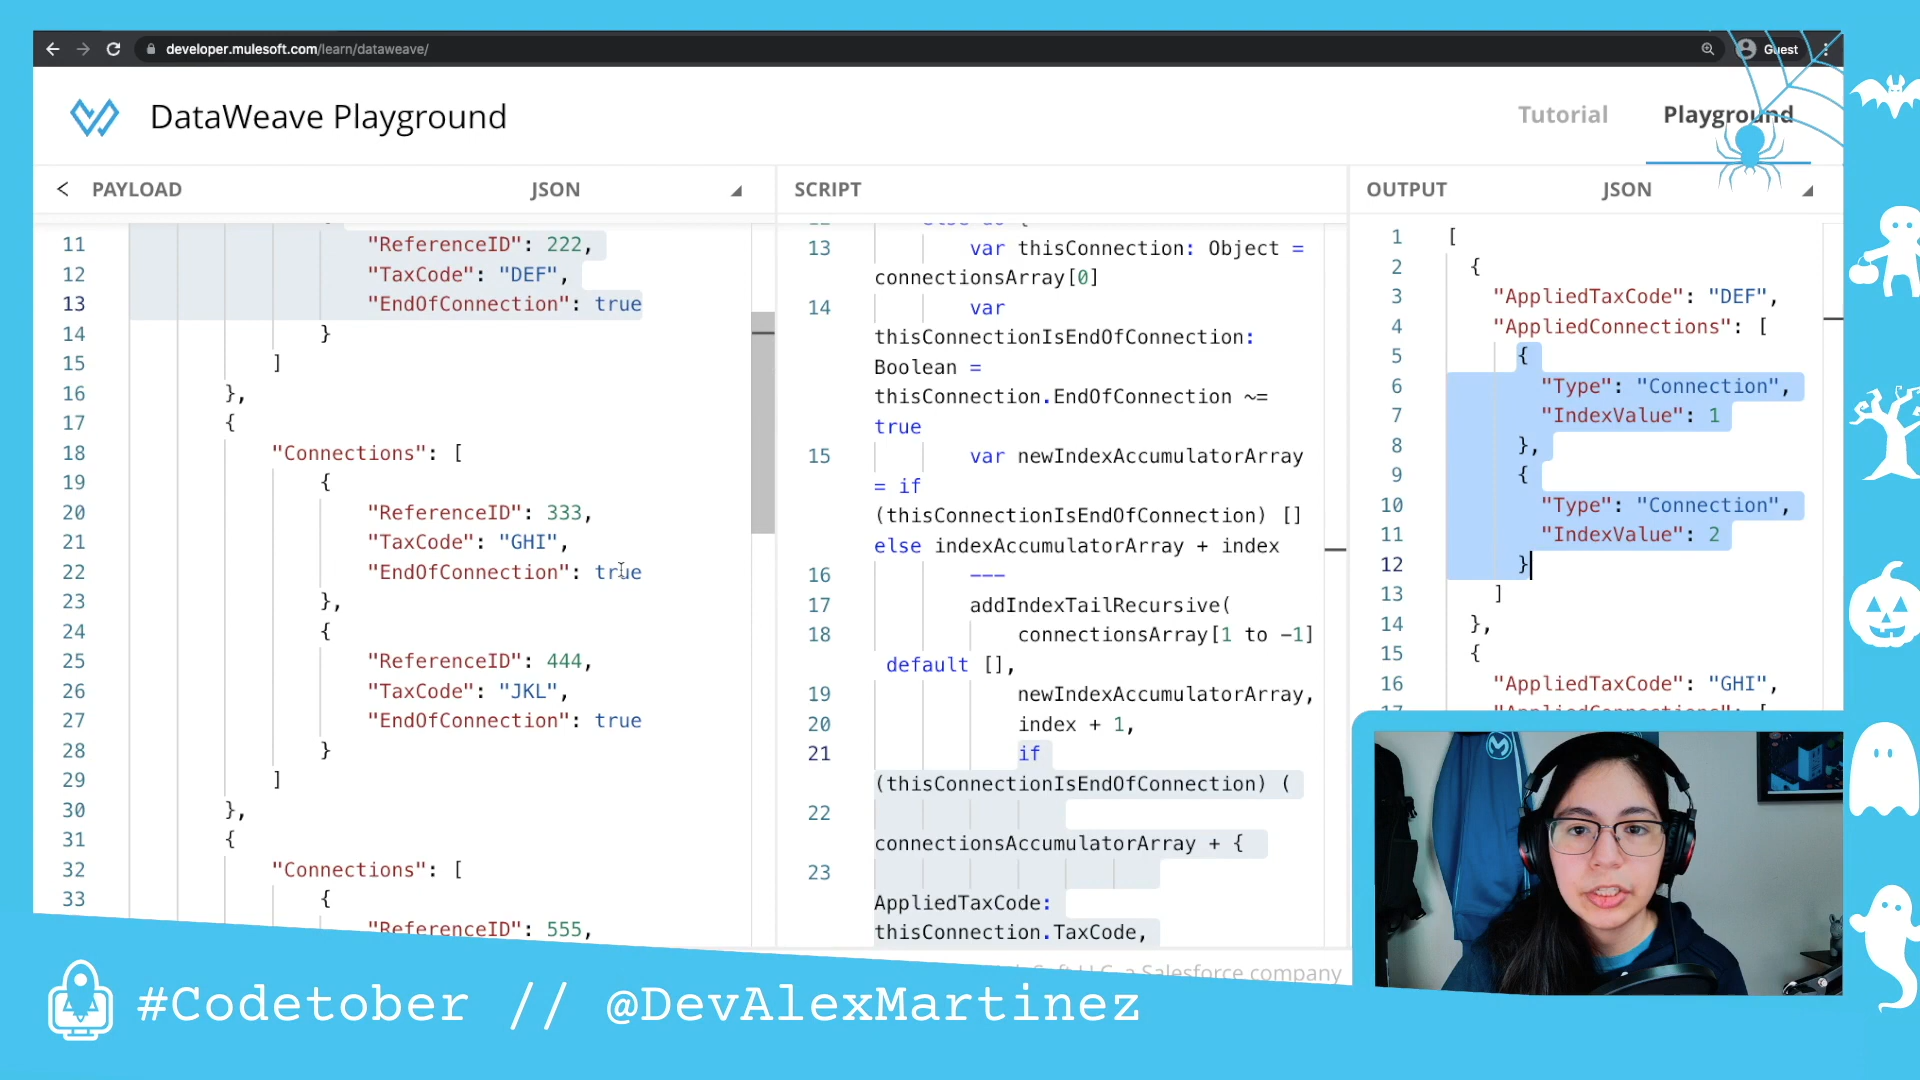 developer.mulesoft.com/learn/dataweave/
Guest
DataWeave Playground
Tutorial
Playground
PAYLOAD
JSON
11 "ReferenceID": 222,
12 "TaxCode": "DEF",
13 "EndOfConnection": true
14 }
15 ]
16 },
17 {
18 "Connections": [
19 {
20 "ReferenceID": 333,
21 "TaxCode": "GHI",
22 "EndOfConnection": true
23 },
24 {
25 "ReferenceID": 444,
26 "TaxCode": "JKL",
27 "EndOfConnection": true
28 }
29 ]
30 },
31 {
32 "Connections": [
33 {
"ReferenceID": 555,
SCRIPT
else do {
13 var thisConnection: Object =
connectionsArray[0]
14 var
thisConnectionIsEndOfConnection:
Boolean =
thisConnection.EndOfConnection ~=
true
15 var newIndexAccumulatorArray
= if
(thisConnectionIsEndOfConnection) []
else indexAccumulatorArray + index
16 ---
17 addIndexTailRecursive(
18 connectionsArray[1 to -1]
default [],
19 newIndexAccumulatorArray,
20 index + 1,
21 if
(thisConnectionIsEndOfConnection) (
22
connectionsAccumulatorArray + {
23
AppliedTaxCode:
thisConnection.TaxCode,
a Salesforce company
OUTPUT
JSON
1 [
2 {
3 "AppliedTaxCode": "DEF",
4 "AppliedConnections": [
5 {
6 "Type": "Connection",
7 "IndexValue": 1
8 },
9 {
10 "Type": "Connection",
11 "IndexValue": 2
12 }
13 ]
14 },
15 {
16 "AppliedTaxCode": "GHI",
17 "AppliedConnections": [
#Codetober // @DevAlexMartinez